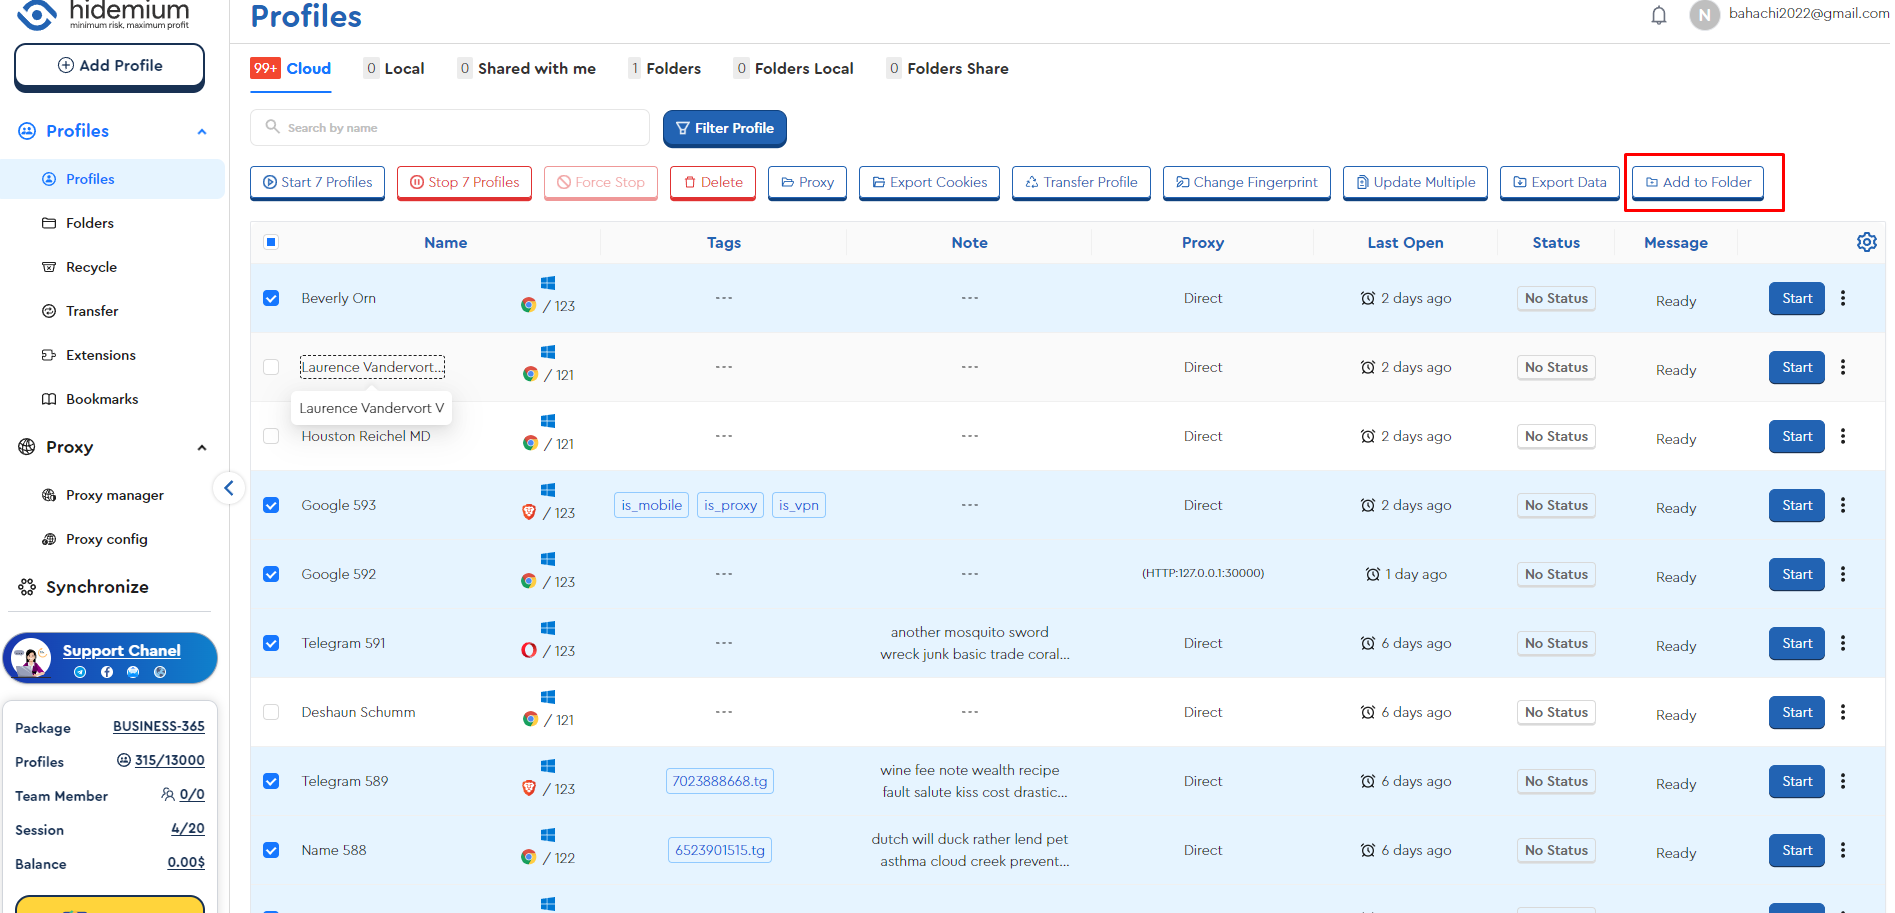 hidemium
minimum risk, maximum profit
Profiles
N
bahachi2022@gmail.com
Add Profile
99+ Cloud
0 Local
0 Shared with me
1 Folders
0 Folders Local
0 Folders Share
Profiles
Search by name
Filter Profile
Profiles
Folders
Recycle
Transfer
Extensions
Bookmarks
Proxy
Proxy manager
Proxy config
Synchronize
Support Chanel
Package BUSINESS-365
Profiles 315/13000
Team Member 0/0
Session 4/20
Balance 0.00$
Start 7 Profiles
Stop 7 Profiles
Force Stop
Delete
Proxy
Export Cookies
Transfer Profile
Change Fingerprint
Update Multiple
Export Data
Add to Folder
Name Tags Note Proxy Last Open Status Message
Beverly Orn / 123 --- --- Direct 2 days ago No Status Ready Start
Laurence Vandervort... / 121 --- --- Direct 2 days ago No Status Ready Start
Laurence Vandervort V
Houston Reichel MD / 121 --- --- Direct 2 days ago No Status Ready Start
Google 593 / 123 is_mobile is_proxy is_vpn --- Direct 2 days ago No Status Ready Start
Google 592 / 123 --- --- (HTTP:127.0.0.1:30000) 1 day ago No Status Ready Start
Telegram 591 / 123 --- another mosquito sword
wreck junk basic trade coral... Direct 6 days ago No Status Ready Start
Deshaun Schumm / 121 --- --- Direct 6 days ago No Status Ready Start
Telegram 589 / 123 7023888668.tg wine fee note wealth recipe
fault salute kiss cost drastic... Direct 6 days ago No Status Ready Start
Name 588 / 122 6523901515.tg dutch will duck rather lend pet
asthma cloud creek prevent... Direct 6 days ago No Status Ready Start